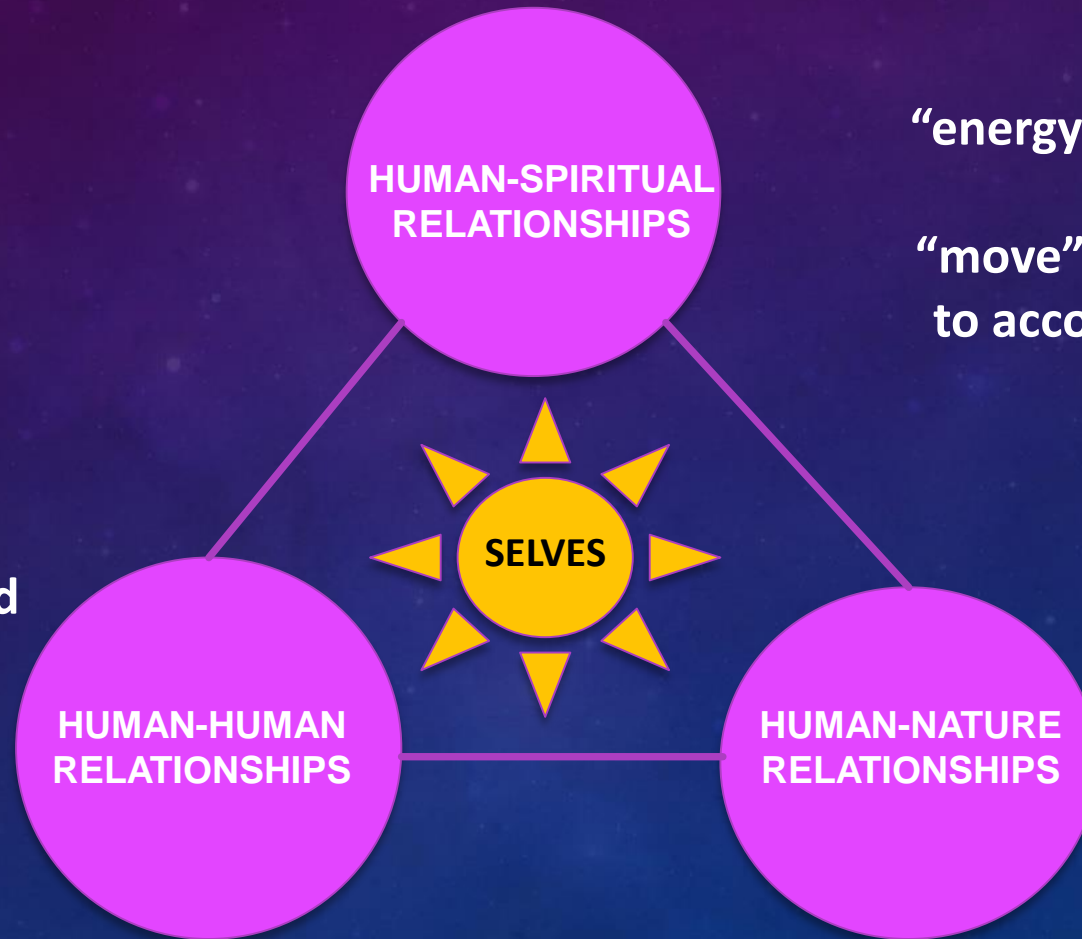 “energy
HUMAN-SPIRITUAL
RELATIONSHIPS
“move”
to acco
SELVES
d
HUMAN-HUMAN
RELATIONSHIPS
HUMAN-NATURE
RELATIONSHIPS